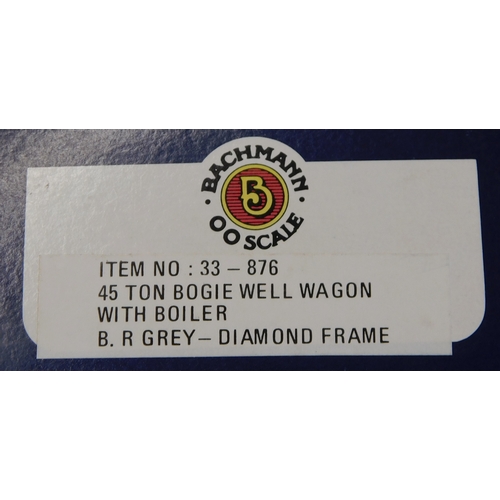 BACHMANN
B
OO SCALE
ITEM NO : 33 – 876
45 TON BOGIE WELL WAGON
WITH BOILER
B. R GREY– DIAMOND FRAME